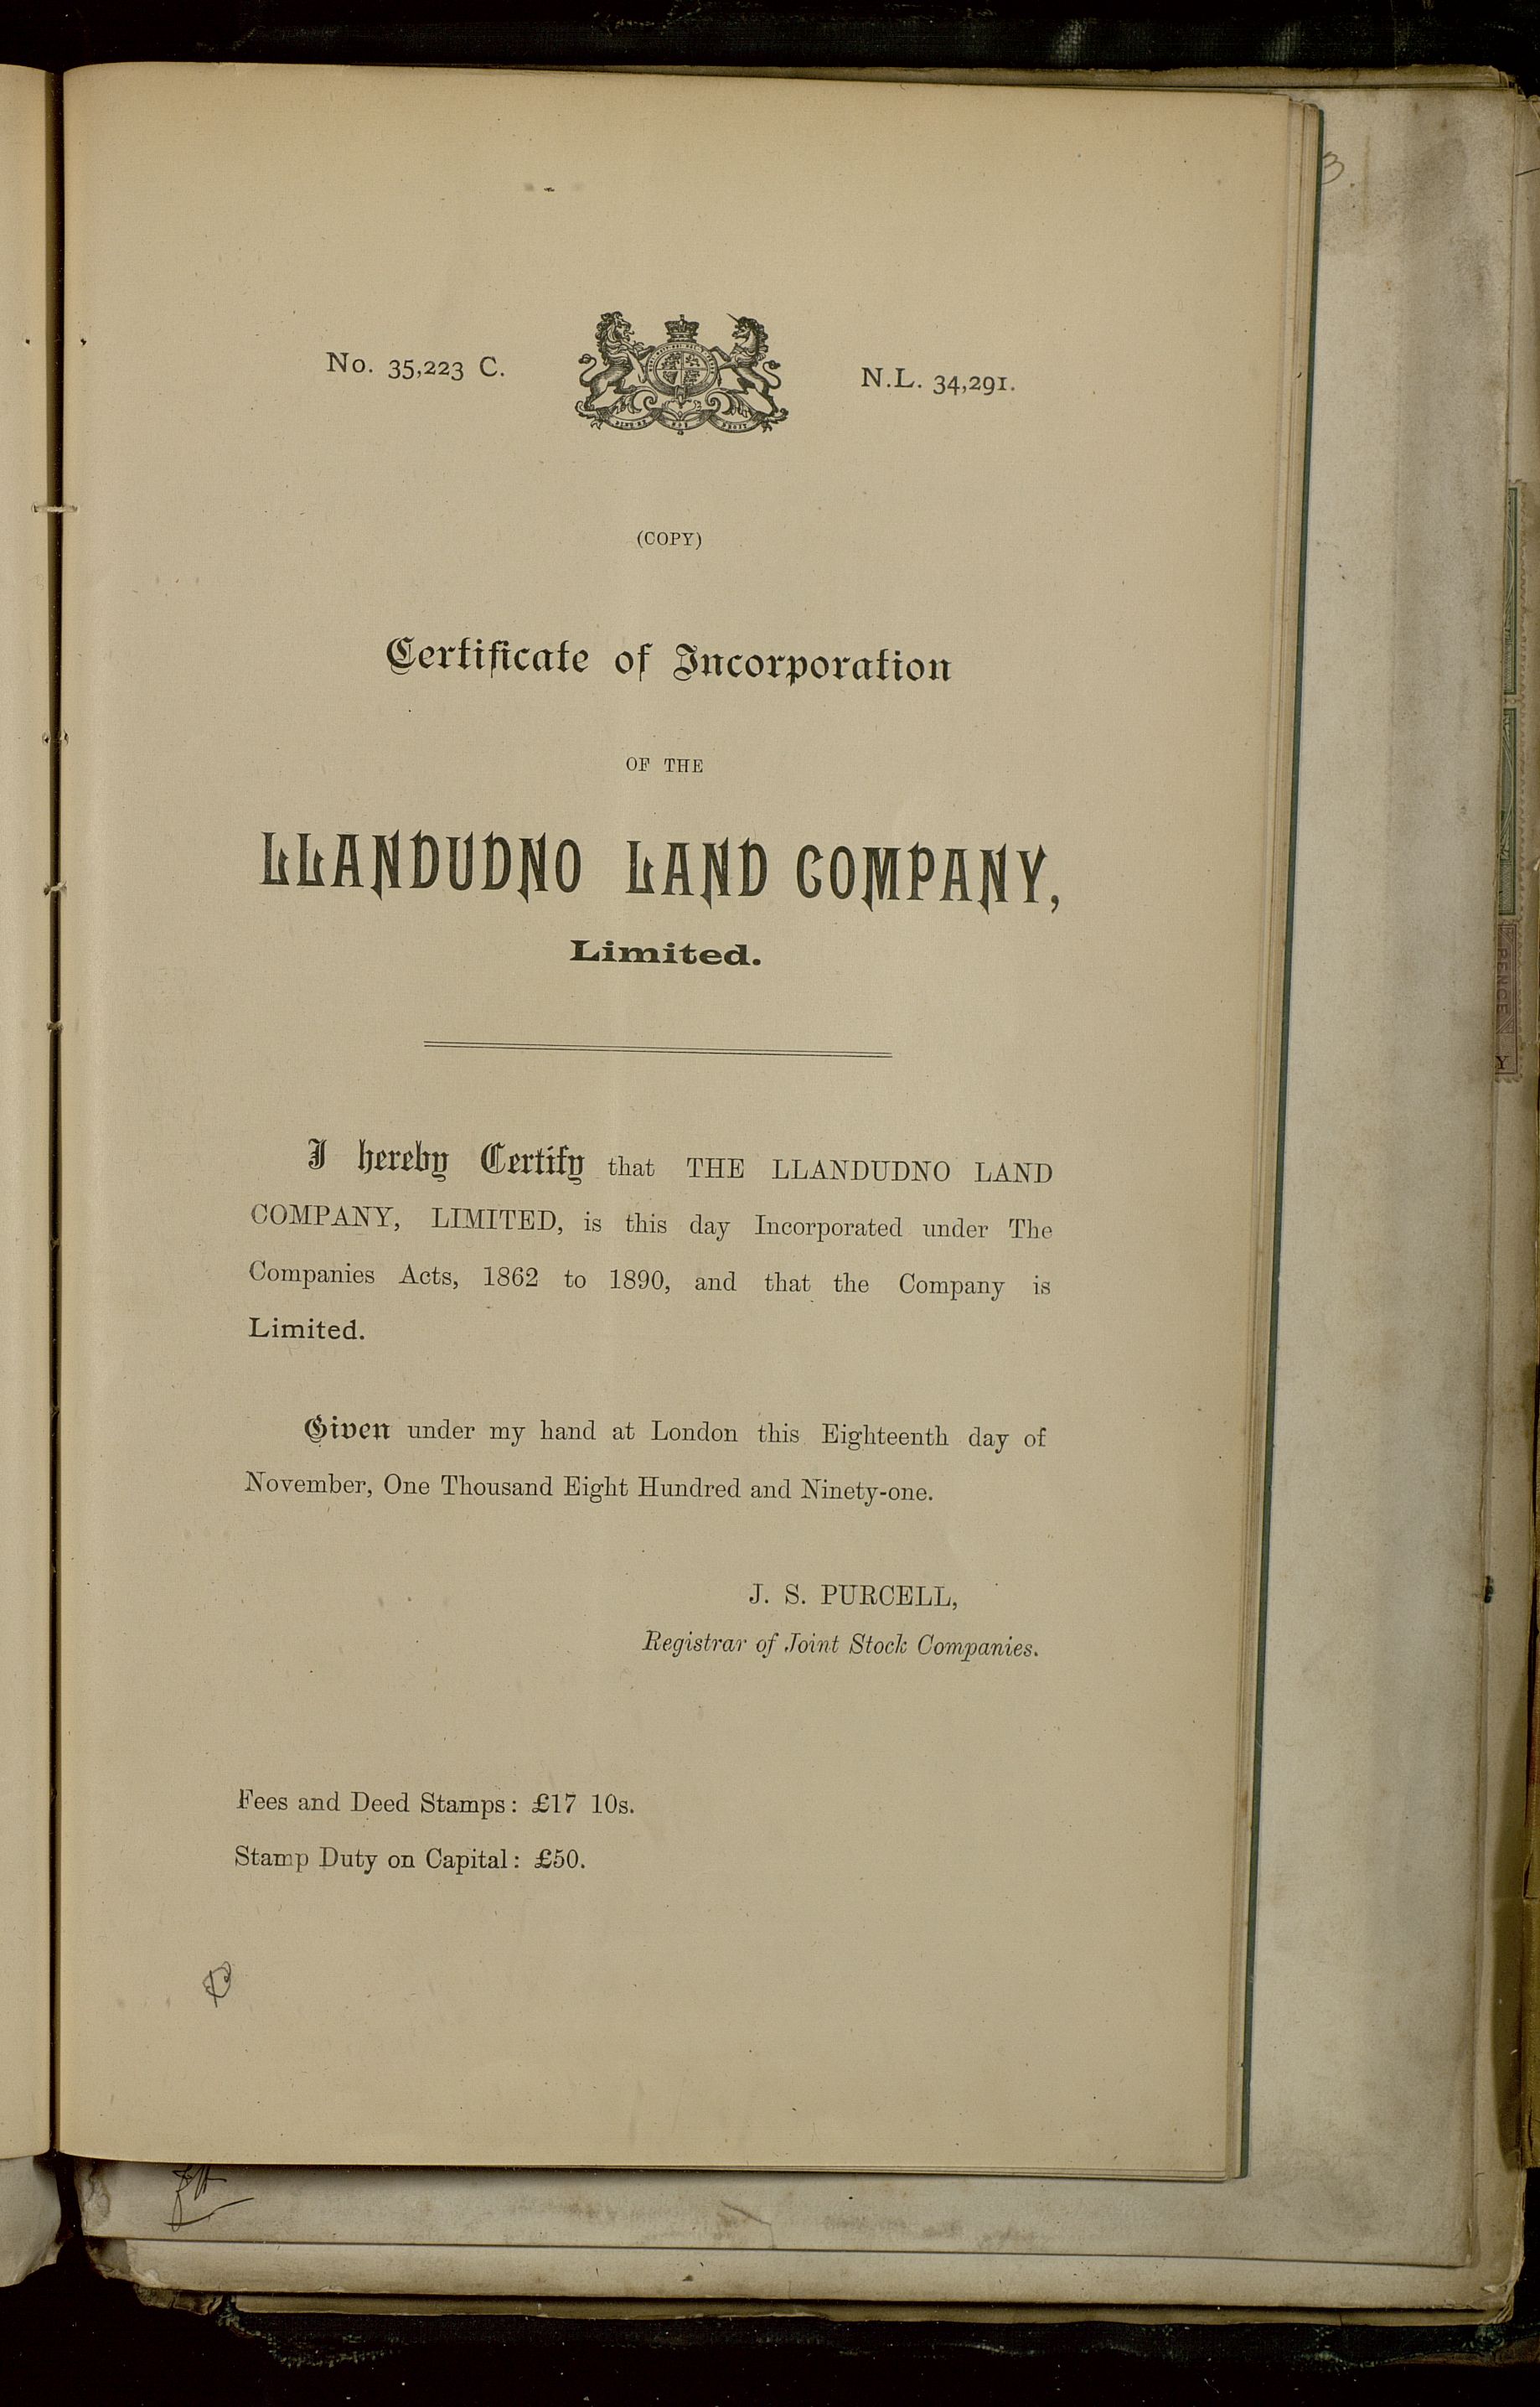 No. 35,223 C.
N.L. 34,291.
(COPY)
Certificate of Incorporation
OF THE
LLANDUDNO LAND COMPANY,
Limited.
I hereby Certify that THE LLANDUDNO LAND
COMPANY, LIMITED, is this day Incorporated under The
Companies Acts, 1862 to 1890, and that the Company is
Limited.
Given under my hand at London this Eighteenth day of
November, One Thousand Eight Hundred and Ninety-one.
J. S. PURCELL,
Registrar of Joint Stock Companies.
Fees and Deed Stamps: £17 10s.
Stamp Duty on Capital: £50.
3.
PENCE
Y